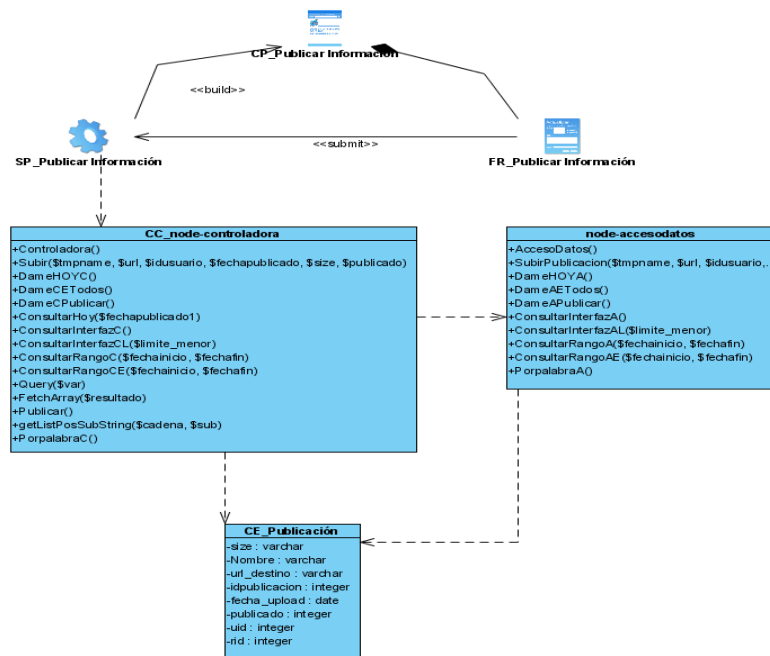 CP_Publicar Información
<<build>>
<<submit>>
SP_Publicar Información
FR_Publicar Información
CC_node-controladora
+Controladora()
+Subir($tmpname, $url, $idusuario, $fechapublicado, $size, $publicado)
+DameHOYC()
+DameCETodos()
+DameCPublicar()
+ConsultarHoy($fechapublicado1)
+ConsultarInterfazC()
+ConsultarInterfazCL($limite_menor)
+ConsultarRangoC($fechainicio, $fechafin)
+ConsultarRangoCE($fechainicio, $fechafin)
+Query($var)
+FetchArray($resultado)
+Publicar()
+getListPosSubString($cadena, $sub)
+PorpalabraC()
node-accesodatos
+AccesoDatos()
+SubirPublicacion($tmpname, $url, $idusuario,...
+DameHOYA()
+DameAETodos()
+DameAPublicar()
+ConsultarInterfazA()
+ConsultarInterfazAL($limite_menor)
+ConsultarRangoA($fechainicio, $fechafin)
+ConsultarRangoAE($fechainicio, $fechafin)
+PorpalabraA()
CE_Publicación
-size : varchar
-Nombre : varchar
-url_destino : varchar
-idpublicacion : integer
-fecha_upload : date
-publicado : integer
-uid : integer
-rid : integer